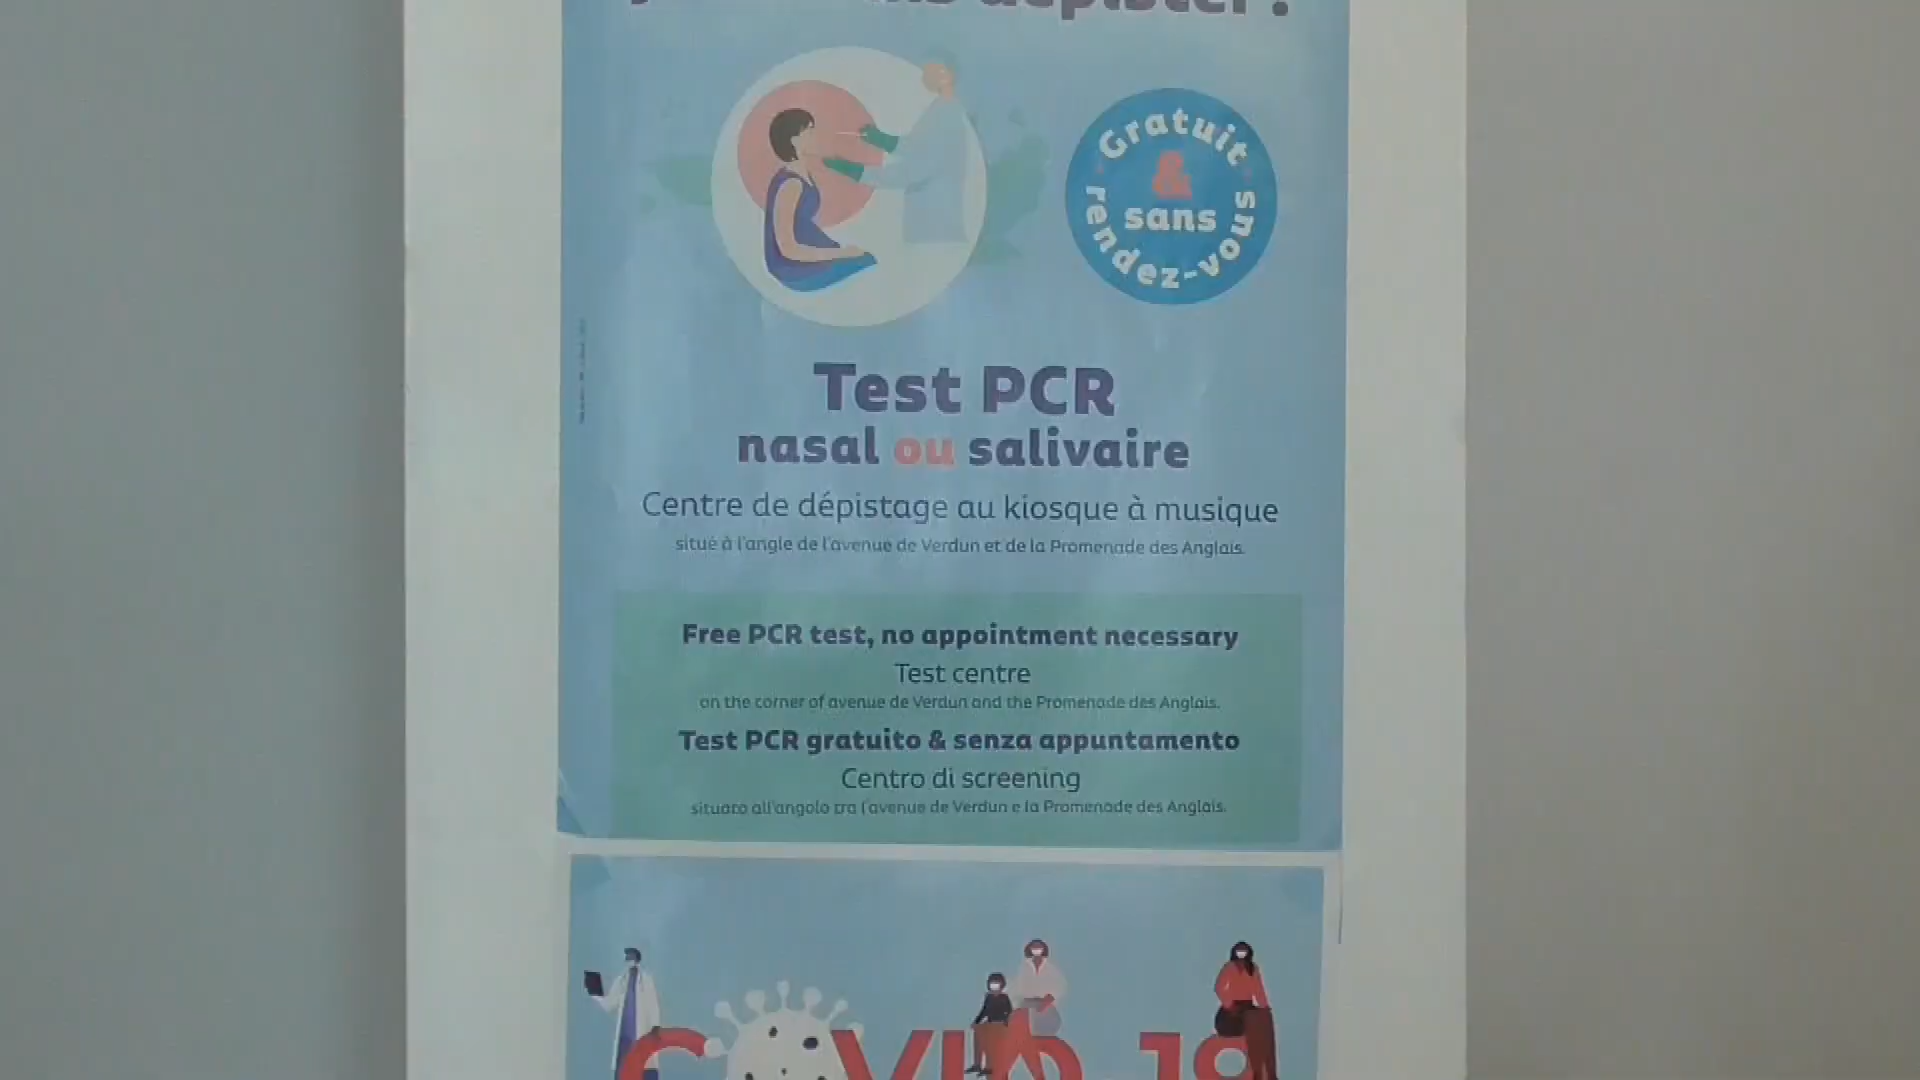 dépister !
Gratuit
&
sans
rendez-vous
Test PCR
nasal ou salivaire
Centre de dépistage au kiosque à musique
situé à l'angle de l'avenue de Verdun et de la Promenade des Anglais.
Free PCR test, no appointment necessary
Test centre
on the corner of avenue de Verdun and the Promenade des Anglais.
Test PCR gratuito & senza appuntamento
Centro di screening
situato all'angolo tra l'avenue de Verdun e la Promenade des Anglais.
COVID-19